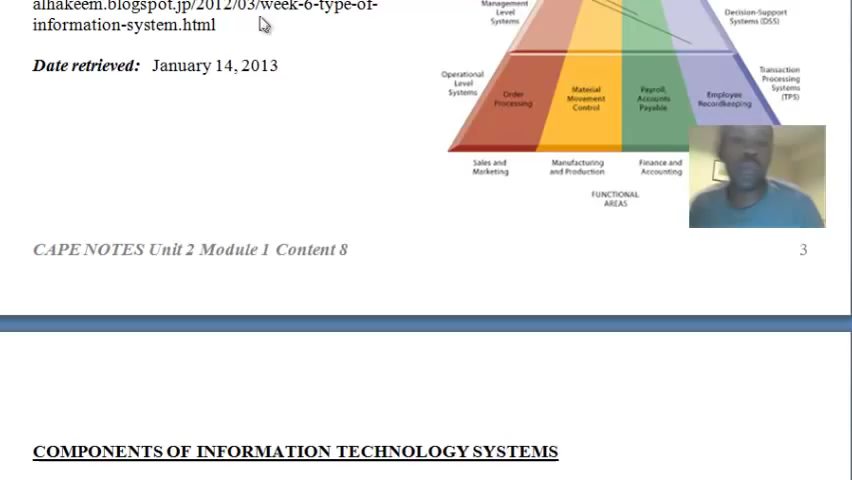 alhakeem.blogspot.jp/2012/03/week-6-type-of-
information-system.html
Date retrieved: January 14, 2013
Management
Level
Systems
Decision-Support
Systems (DSS)
Operational
Level
Systems
Order
Processing
Material
Movement
Control
Payroll,
Accounts
Payable
Employee
Recordkeeping
Transaction
Processing
Systems
(TPS)
Sales and
Marketing
Manufacturing
and Production
Finance and
Accounting
FUNCTIONAL
AREAS
CAPE NOTES Unit 2 Module 1 Content 8
3
COMPONENTS OF INFORMATION TECHNOLOGY SYSTEMS